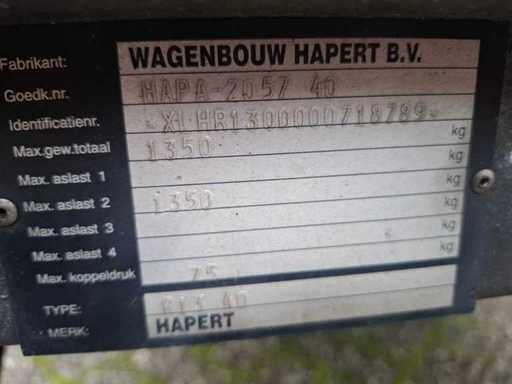 Fabrikant: WAGENBOUW HAPERT B.V.
Goedk.nr. HAPA-2057 40
Identificatienr. XLHR1300000718789
Max.gew.totaal 1350 kg
Max. aslast 1 kg
Max. aslast 2 1350 kg
Max. aslast 3 kg
Max. aslast 4 kg
Max. koppeldruk 75
TYPE: 40
MERK: HAPERT